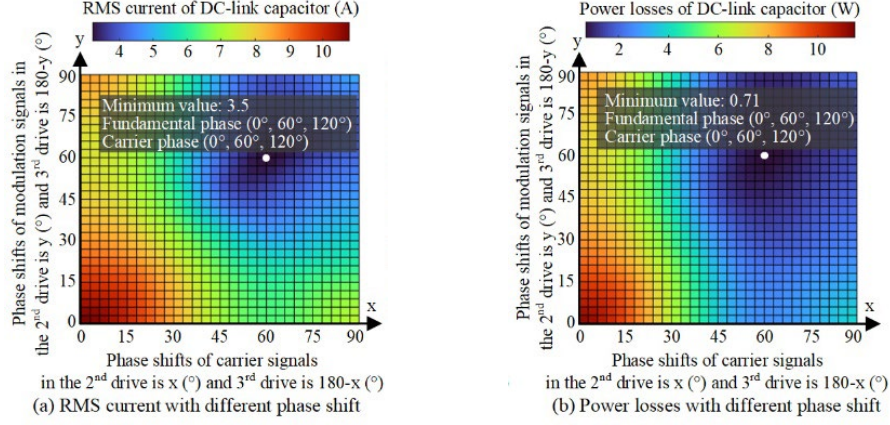 RMS current of DC-link capacitor (A)
4 5 6 7 8 9 10
y
90
75
60
45
30
15
0
Minimum value: 3.5
Fundamental phase (0°, 60°, 120°)
Carrier phase (0°, 60°, 120°)
Phase shifts of modulation signals in
the 2nd drive is y (°) and 3rd drive is 180-y (°)
x
0 15 30 45 60 75 90
Phase shifts of carrier signals
in the 2nd drive is x (°) and 3rd drive is 180-x (°)
(a) RMS current with different phase shift
Power losses of DC-link capacitor (W)
2 4 6 8 10
y
90
75
60
45
30
15
0
Minimum value: 0.71
Fundamental phase (0°, 60°, 120°)
Carrier phase (0°, 60°, 120°)
Phase shifts of modulation signals in
the 2nd drive is y (°) and 3rd drive is 180-y (°)
x
0 15 30 45 60 75 90
Phase shifts of carrier signals
in the 2nd drive is x (°) and 3rd drive is 180-x (°)
(b) Power losses with different phase shift